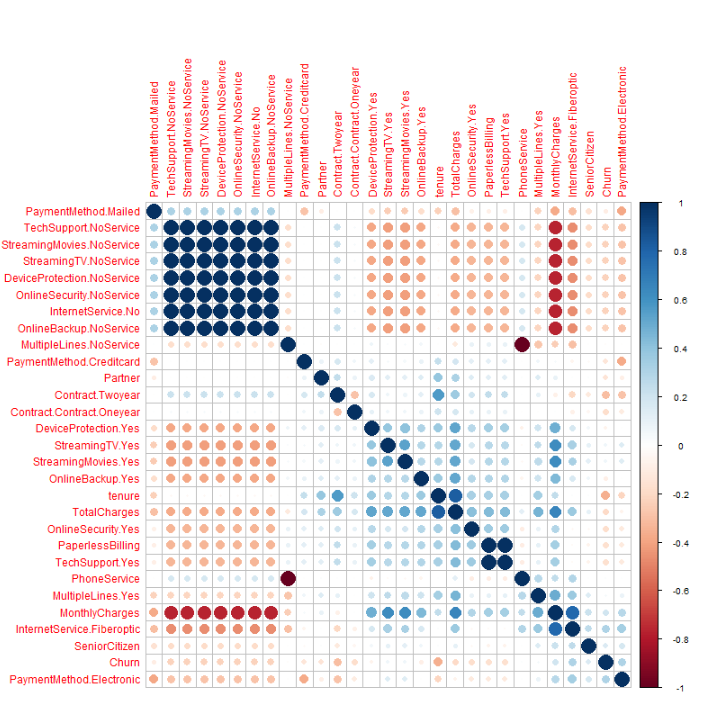 PaymentMethod.Mailed
TechSupport.NoService
StreamingMovies.NoService
StreamingTV.NoService
DeviceProtection.NoService
OnlineSecurity.NoService
InternetService.No
OnlineBackup.NoService
MultipleLines.NoService
PaymentMethod.Creditcard
Partner
Contract.Twoyear
Contract.Contract.Oneyear
DeviceProtection.Yes
StreamingTV.Yes
StreamingMovies.Yes
OnlineBackup.Yes
tenure
TotalCharges
OnlineSecurity.Yes
PaperlessBilling
TechSupport.Yes
PhoneService
MultipleLines.Yes
MonthlyCharges
InternetService.Fiberoptic
SeniorCitizen
Churn
PaymentMethod.Electronic
PaymentMethod.Mailed
TechSupport.NoService
StreamingMovies.NoService
StreamingTV.NoService
DeviceProtection.NoService
OnlineSecurity.NoService
InternetService.No
OnlineBackup.NoService
MultipleLines.NoService
PaymentMethod.Creditcard
Partner
Contract.Twoyear
Contract.Contract.Oneyear
DeviceProtection.Yes
StreamingTV.Yes
StreamingMovies.Yes
OnlineBackup.Yes
tenure
TotalCharges
OnlineSecurity.Yes
PaperlessBilling
TechSupport.Yes
PhoneService
MultipleLines.Yes
MonthlyCharges
InternetService.Fiberoptic
SeniorCitizen
Churn
PaymentMethod.Electronic
1
0.8
0.6
0.4
0.2
0
-0.2
-0.4
-0.6
-0.8
-1